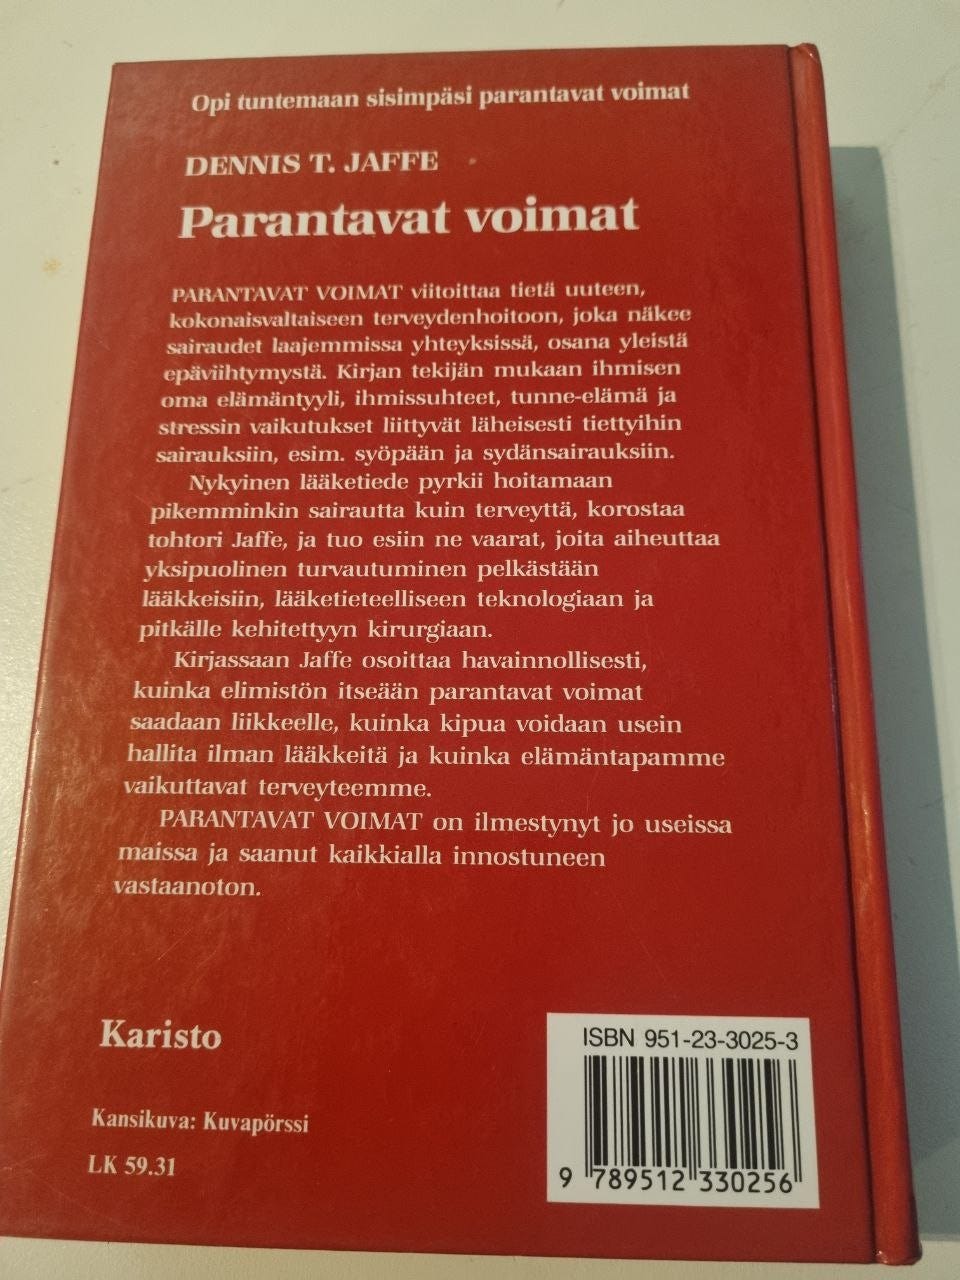 Opi tuntemaan sisimpäsi parantavat voimat
DENNIS T. JAFFE
Parantavat voimat
PARANTAVAT VOIMAT viitoittaa tietä uuteen,
kokonaisvaltaiseen terveydenhoitoon, joka näkee
sairaudet laajemmissa yhteyksissä, osana yleistä
epäviihtymystä. Kirjan tekijän mukaan ihmisen
oma elämäntyyli, ihmissuhteet, tunne-elämä ja
stressin vaikutukset liittyvät läheisesti tiettyihin
sairauksiin, esim. syöpään ja sydänsairauksiin.
Nykyinen lääketiede pyrkii hoitamaan
pikemminkin sairautta kuin terveyttä, korostaa
tohtori Jaffe, ja tuo esiin ne vaarat, joita aiheuttaa
yksipuolinen turvautuminen pelkästään
lääkkeisiin, lääketieteelliseen teknologiaan ja
pitkälle kehitettyyn kirurgiaan.
Kirjassaan Jaffe osoittaa havainnollisesti,
kuinka elimistön itseään parantavat voimat
saadaan liikkeelle, kuinka kipua voidaan usein
hallita ilman lääkkeitä ja kuinka elämäntapamme
vaikuttavat terveyteemme.
PARANTAVAT VOIMAT on ilmestynyt jo useissa
maissa ja saanut kaikkialla innostuneen
vastaanoton.
Karisto
Kansikuva: Kuvapörssi
LK 59.31
ISBN 951-23-3025-3
9 789512 330256